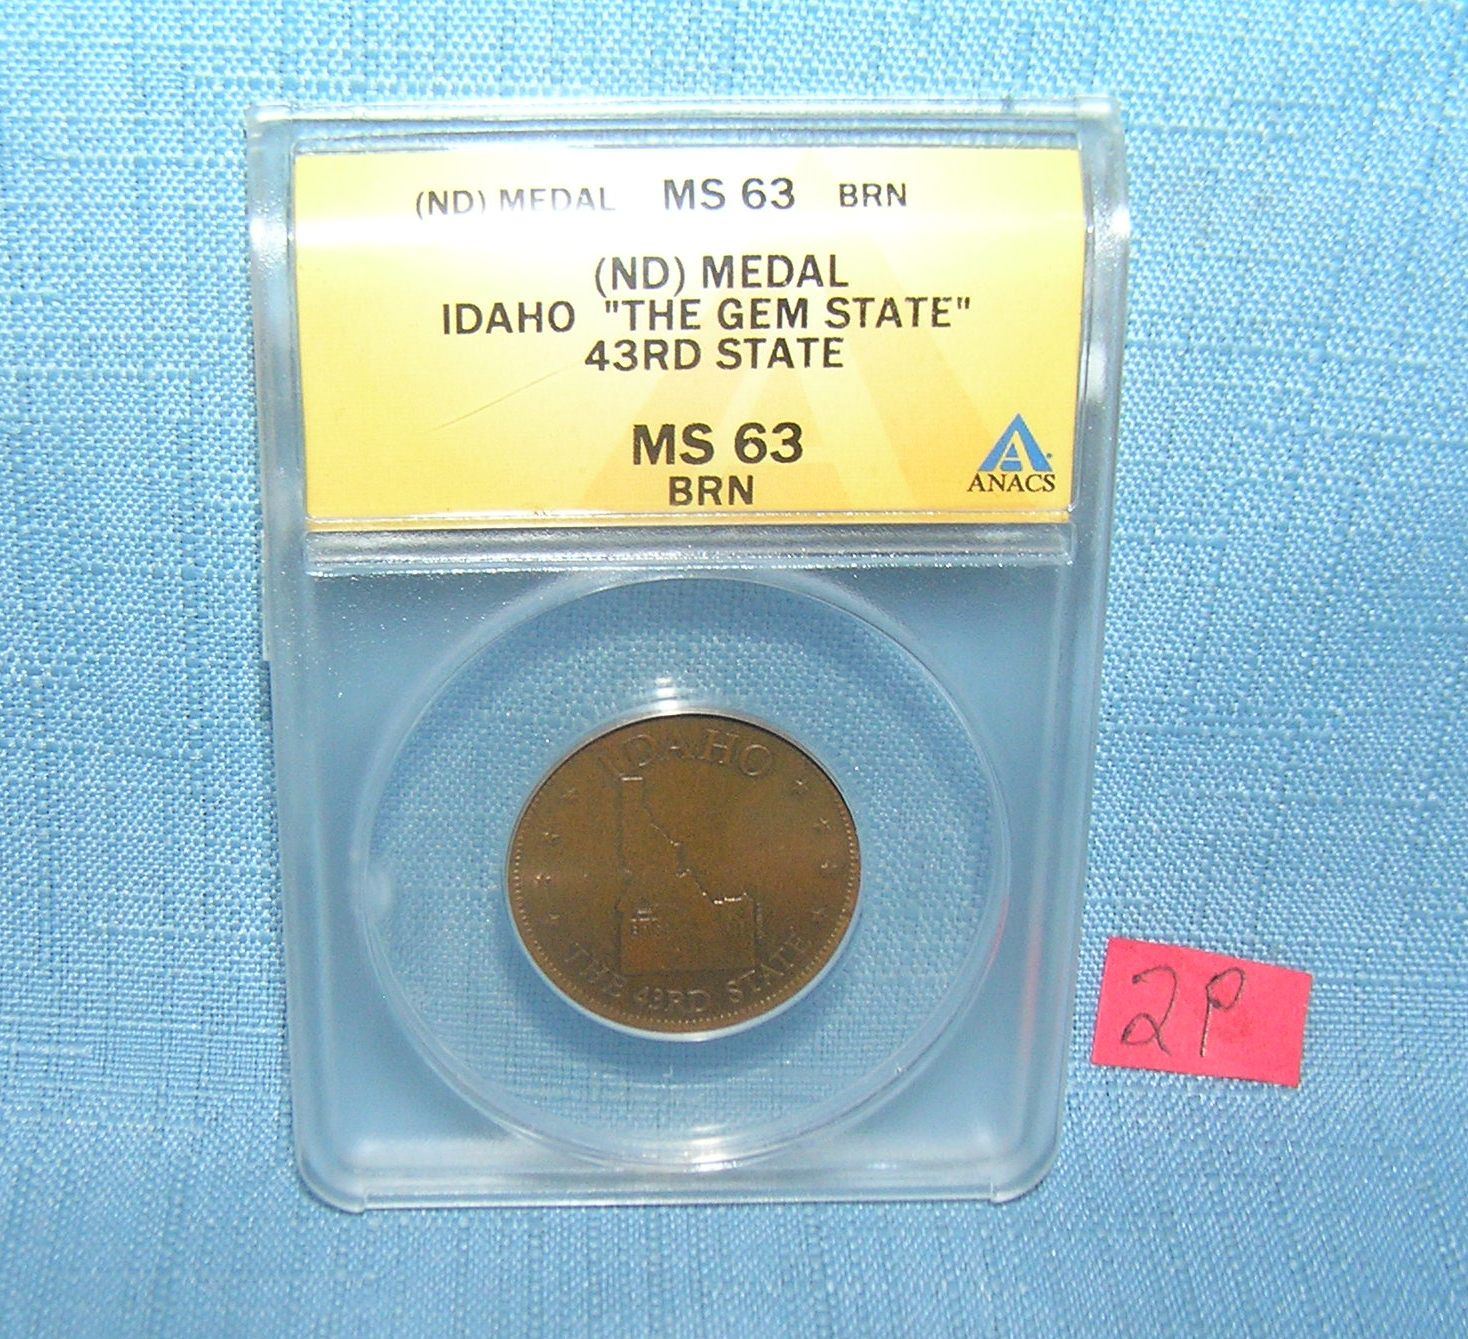 (ND) MEDAL MS 63 BRN
(ND) MEDAL
IDAHO "THE GEM STATE"
43RD STATE
MS 63
BRN
ANACS
IDAHO
THE 43RD STATE
2P